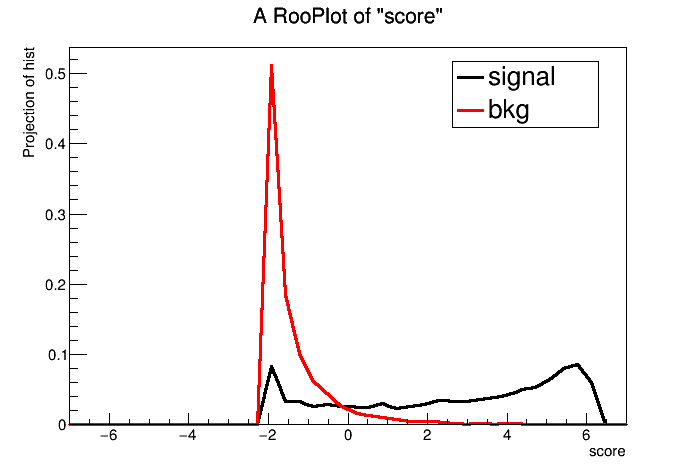 A RooPlot of "score"
Projection of hist
0.5
0.4
0.3
0.2
0.1
0
signal
bkg
−6 −4 −2 0 2 4 6
score